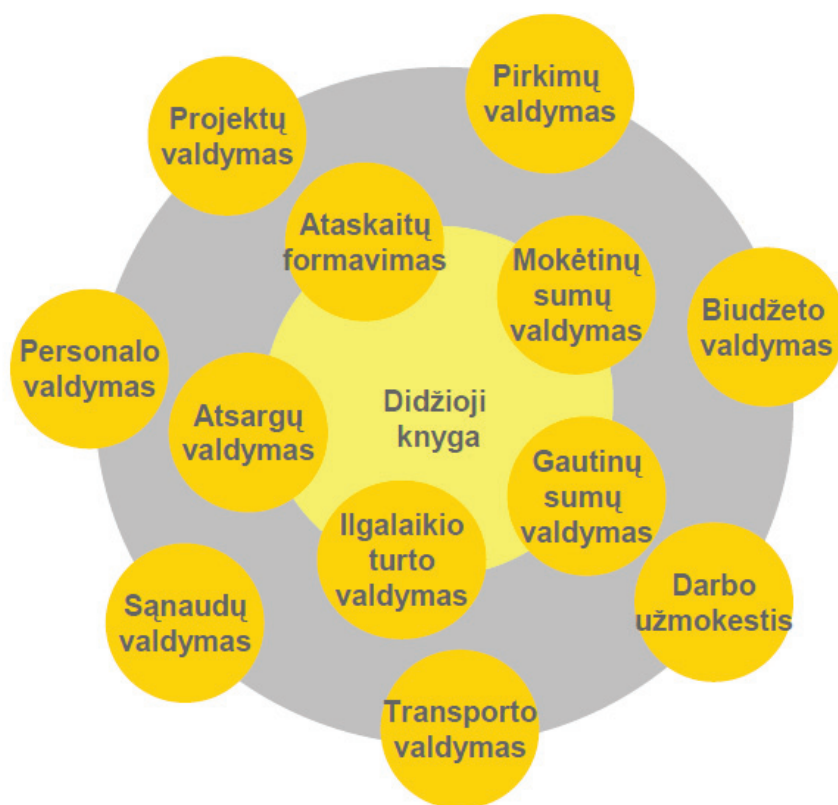 Pirkimų
valdymas
Projektų
valdymas
Ataskaitų
formavimas
Mokėtinų
sumų
valdymas
Biudžeto
valdymas
Personalo
valdymas
Atsargų
valdymas
Didžioji
knyga
Gautinų
sumų
valdymas
Ilgalaikio
turto
valdymas
Darbo
užmokestis
Sąnaudų
valdymas
Transporto
valdymas